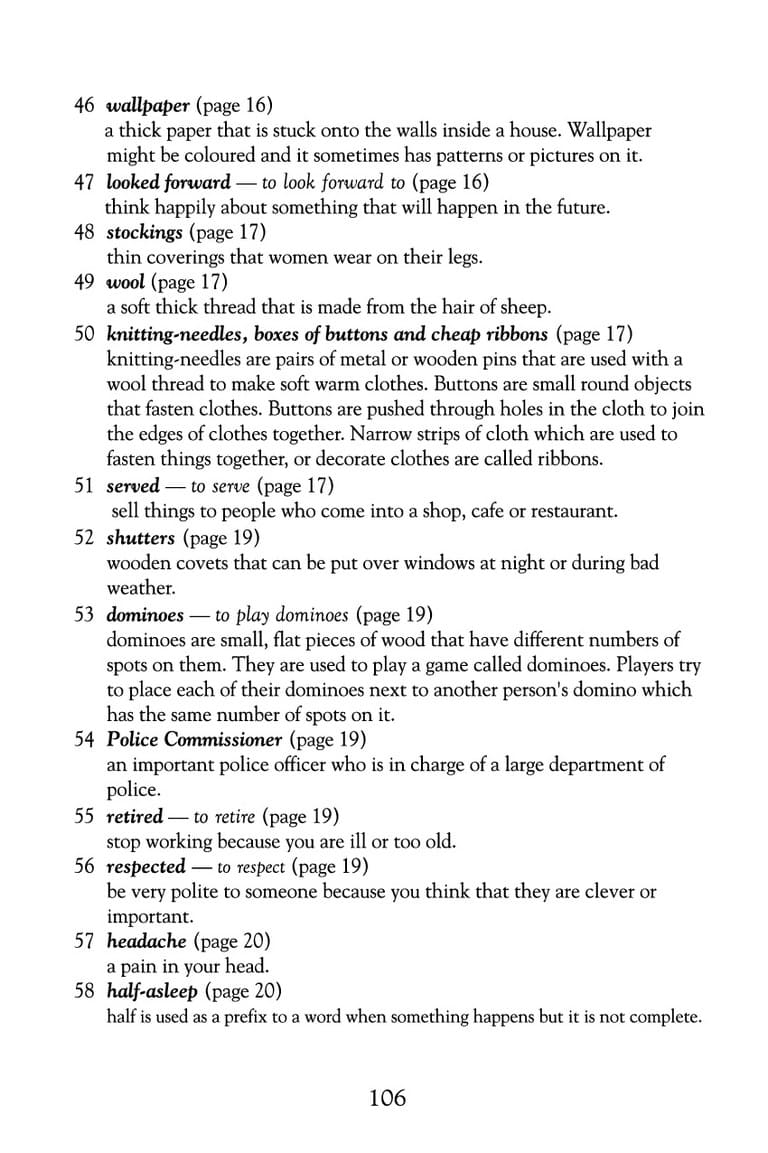 46 wallpaper (page 16)
a thick paper that is stuck onto the walls inside a house. Wallpaper
might be coloured and it sometimes has patterns or pictures on it.
47 looked forward — to look forward to (page 16)
think happily about something that will happen in the future.
48 stockings (page 17)
thin coverings that women wear on their legs.
49 wool (page 17)
a soft thick thread that is made from the hair of sheep.
50 knitting-needles, boxes of buttons and cheap ribbons (page 17)
knitting-needles are pairs of metal or wooden pins that are used with a
wool thread to make soft warm clothes. Buttons are small round objects
that fasten clothes. Buttons are pushed through holes in the cloth to join
the edges of clothes together. Narrow strips of cloth which are used to
fasten things together, or decorate clothes are called ribbons.
51 served — to serve (page 17)
sell things to people who come into a shop, cafe or restaurant.
52 shutters (page 19)
wooden covets that can be put over windows at night or during bad
weather.
53 dominoes — to play dominoes (page 19)
dominoes are small, flat pieces of wood that have different numbers of
spots on them. They are used to play a game called dominoes. Players try
to place each of their dominoes next to another person's domino which
has the same number of spots on it.
54 Police Commissioner (page 19)
an important police officer who is in charge of a large department of
police.
55 retired — to retire (page 19)
stop working because you are ill or too old.
56 respected — to respect (page 19)
be very polite to someone because you think that they are clever or
important.
57 headache (page 20)
a pain in your head.
58 half-asleep (page 20)
half is used as a prefix to a word when something happens but it is not complete.
106